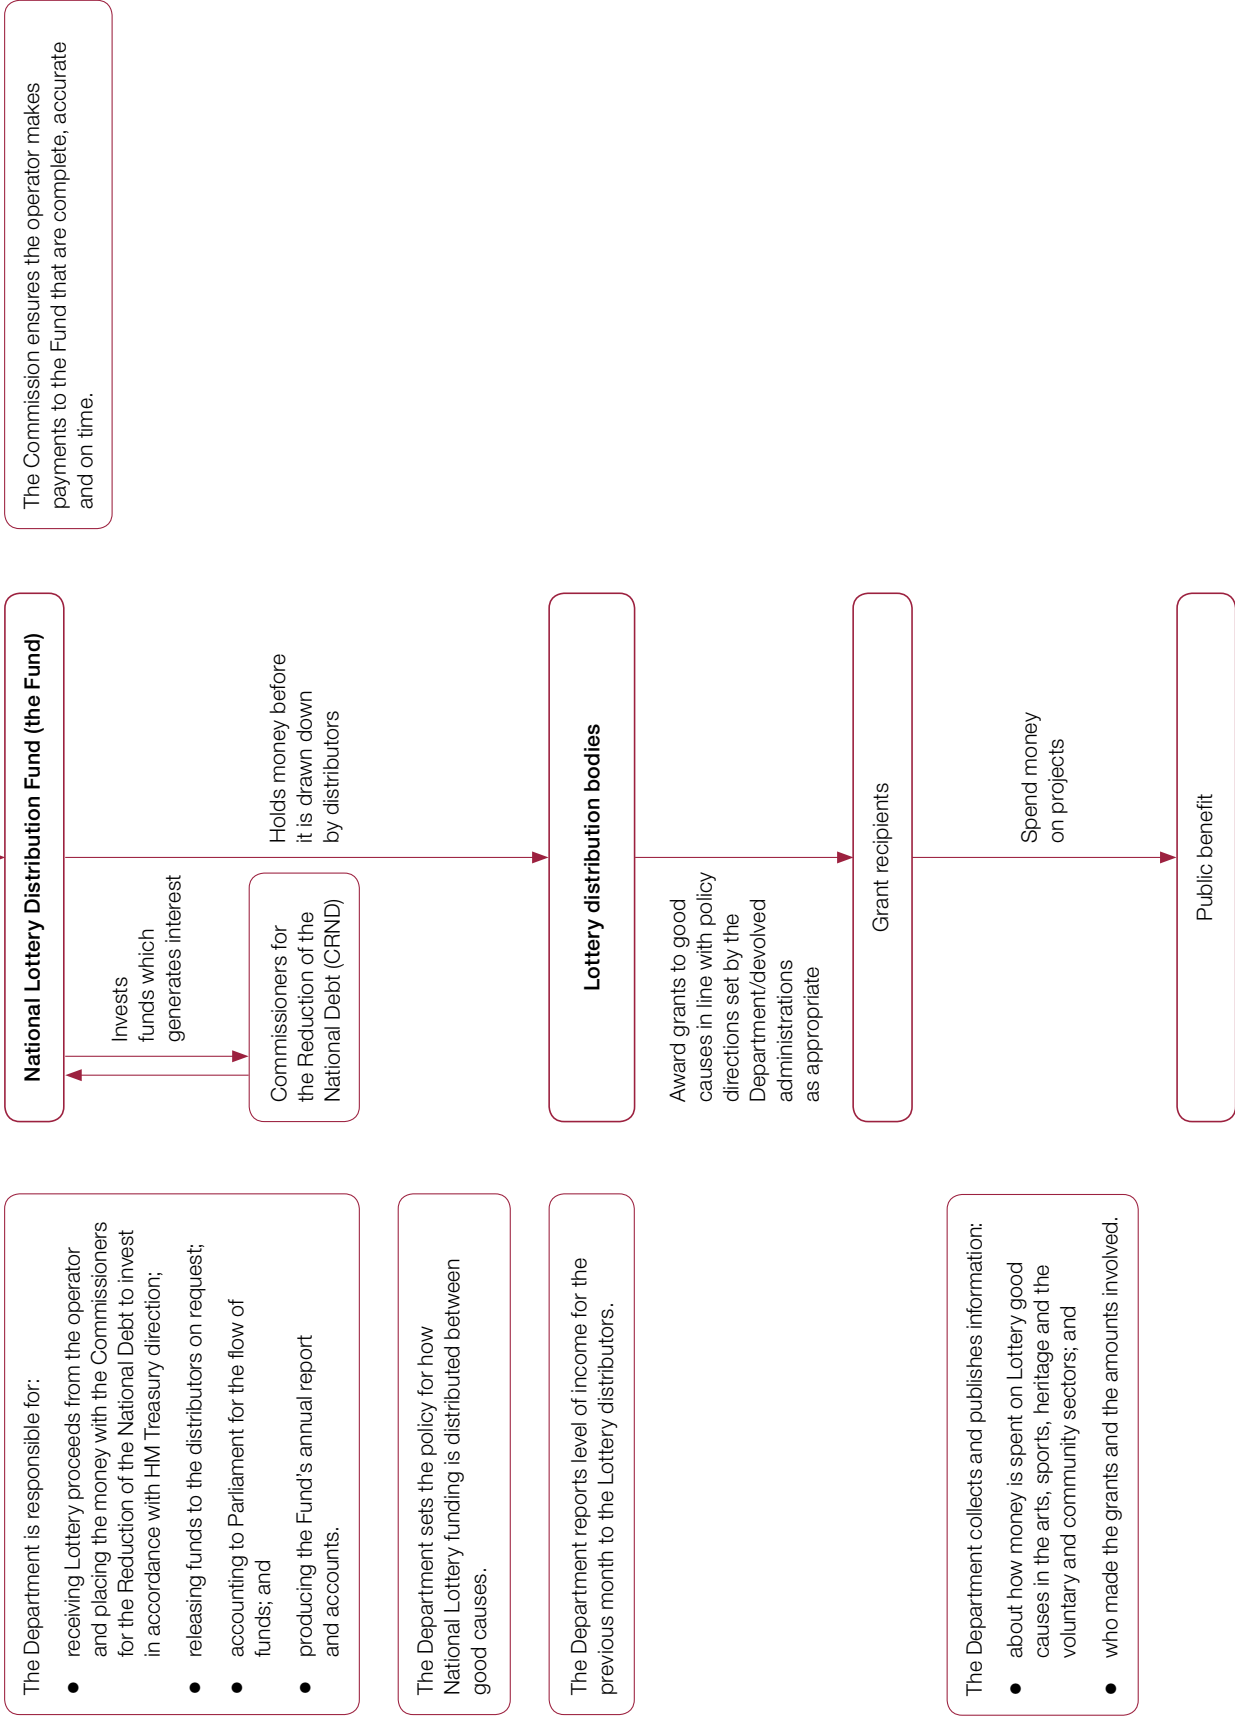 The Department is responsible for:
● receiving Lottery proceeds from the operator
and placing the money with the Commissioners
for the Reduction of the National Debt to invest
in accordance with HM Treasury direction;
● releasing funds to the distributors on request;
● accounting to Parliament for the flow of
funds; and
● producing the Fund's annual report
and accounts.
The Department sets the policy for how
National Lottery funding is distributed between
good causes.
The Department reports level of income for the
previous month to the Lottery distributors.
The Department collects and publishes information:
● about how money is spent on Lottery good
causes in the arts, sports, heritage and the
voluntary and community sectors; and
● who made the grants and the amounts involved.
National Lottery Distribution Fund (the Fund)
Invests
funds which
generates interest
Commissioners for
the Reduction of the
National Debt (CRND)
Holds money before
it is drawn down
by distributors
Lottery distribution bodies
Award grants to good
causes in line with policy
directions set by the
Department/devolved
administrations
as appropriate
Grant recipients
Spend money
on projects
Public benefit
The Commission ensures the operator makes
payments to the Fund that are complete, accurate
and on time.